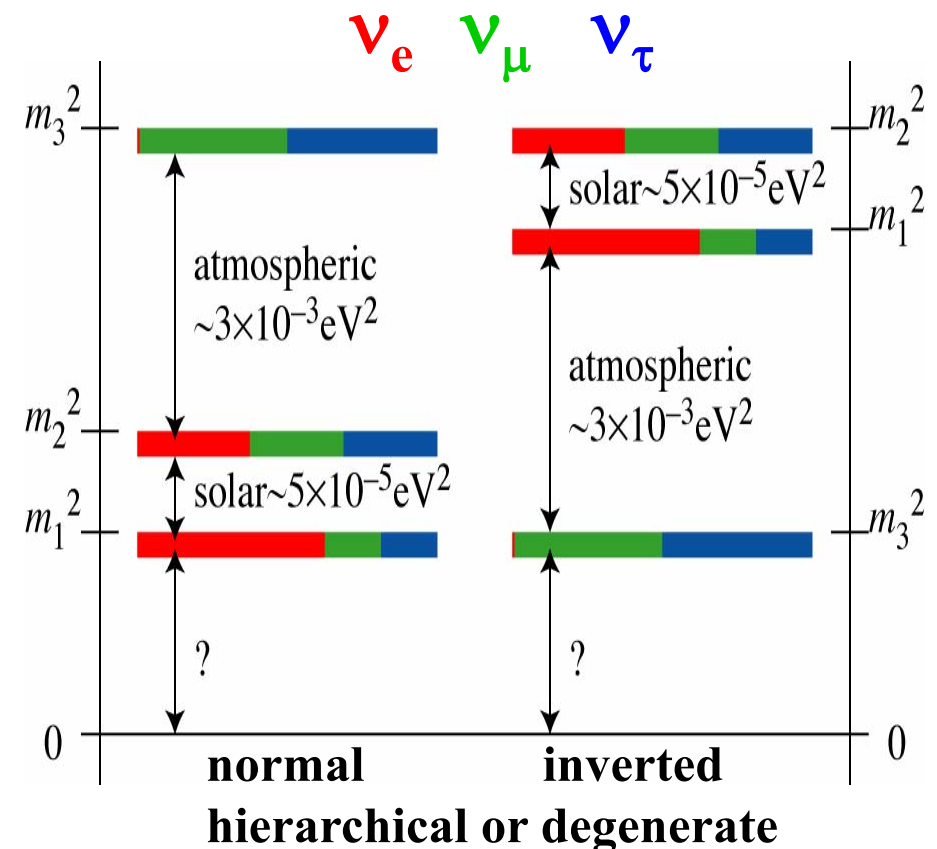 νe νμ ντ
m3² m2²
solar~5×10⁻⁵eV²
m1²
atmospheric
~3×10⁻³eV²
atmospheric
~3×10⁻³eV²
m2²
solar~5×10⁻⁵eV²
m1² m3²
? ?
0 0
normal inverted
hierarchical or degenerate